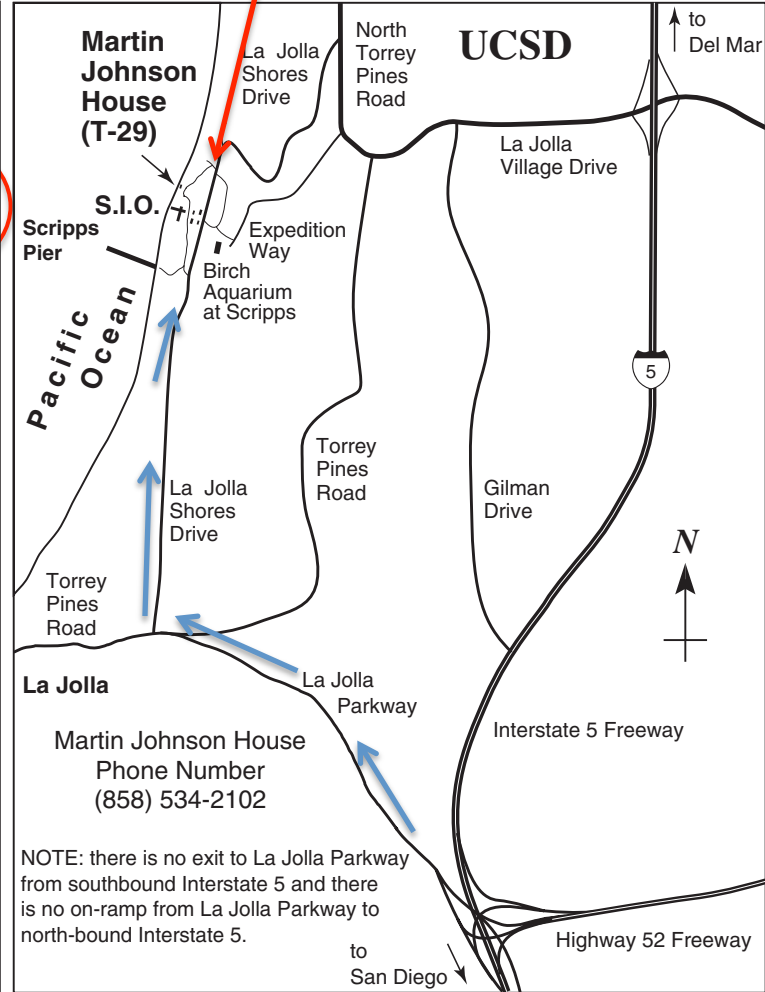 Martin
Johnson
House
(T-29)
La Jolla
Shores
Drive
North
Torrey
Pines
Road
UCSD
to
Del Mar
La Jolla
Village Drive
S.I.O.
Scripps
Pier
Expedition
Way
Birch
Aquarium
at Scripps
Pacific
Ocean
5
La Jolla
Shores
Drive
Torrey
Pines
Road
Gilman
Drive
N
Torrey
Pines
Road
La Jolla
La Jolla
Parkway
Interstate 5 Freeway
Martin Johnson House
Phone Number
(858) 534-2102
NOTE: there is no exit to La Jolla Parkway
from southbound Interstate 5 and there
is no on-ramp from La Jolla Parkway to
north-bound Interstate 5.
to
San Diego
Highway 52 Freeway